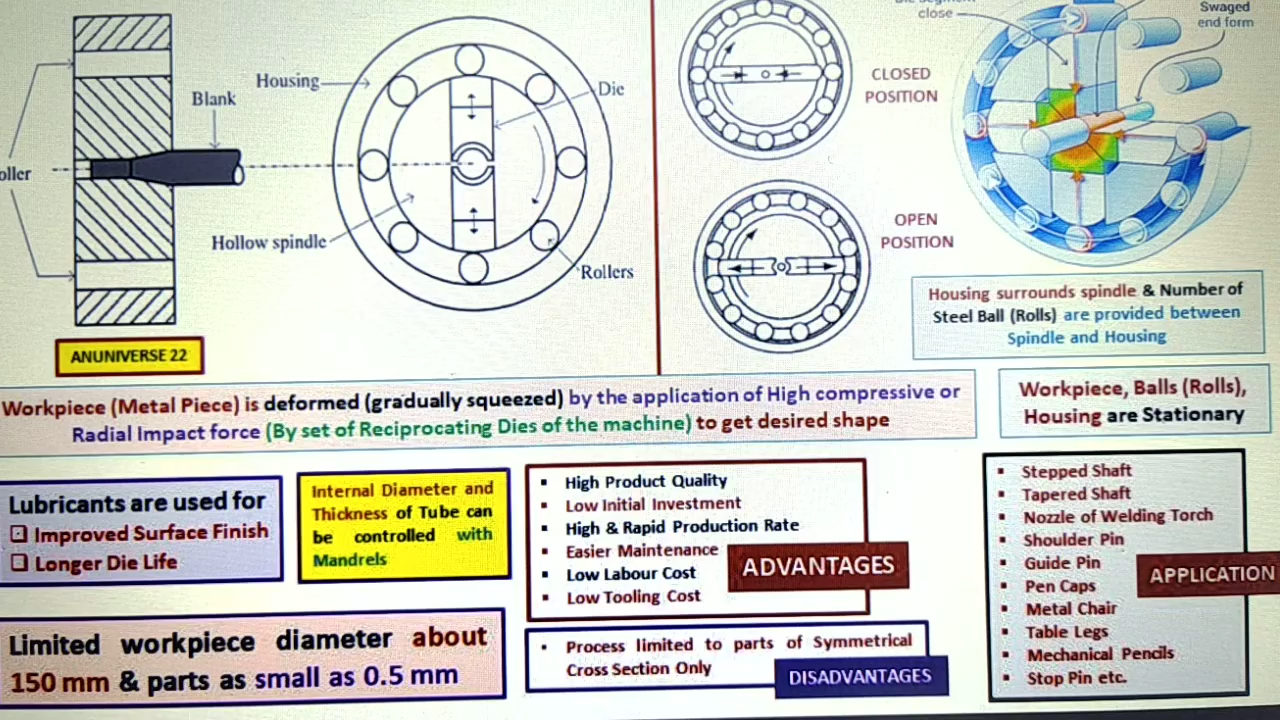 Housing
Blank
Die
Hollow spindle
Rollers
ANUNIVERSE 22
close
Swaged
end form
CLOSED
POSITION
OPEN
POSITION
Housing surrounds spindle & Number of
Steel Ball (Rolls) are provided between
Spindle and Housing
Workpiece (Metal Piece) is deformed (gradually squeezed) by the application of High compressive or
Radial Impact force (By set of Reciprocating Dies of the machine) to get desired shape
Workpiece, Balls (Rolls),
Housing are Stationary
Lubricants are used for
Improved Surface Finish
Longer Die Life
Internal Diameter and
Thickness of Tube can
be controlled with
Mandrels
Limited workpiece diameter about
150 mm & parts as small as 0.5 mm
▪ High Product Quality
▪ Low Initial Investment
▪ High & Rapid Production Rate
▪ Easier Maintenance
▪ Low Labour Cost
▪ Low Tooling Cost
ADVANTAGES
▪ Process limited to parts of Symmetrical
Cross Section Only
DISADVANTAGES
▪ Stepped Shaft
▪ Tapered Shaft
▪ Nozzle of Welding Torch
▪ Shoulder Pin
▪ Guide Pin
▪ Pen Caps
▪ Metal Chair
▪ Table Legs
▪ Mechanical Pencils
▪ Stop Pin etc.
APPLICATION